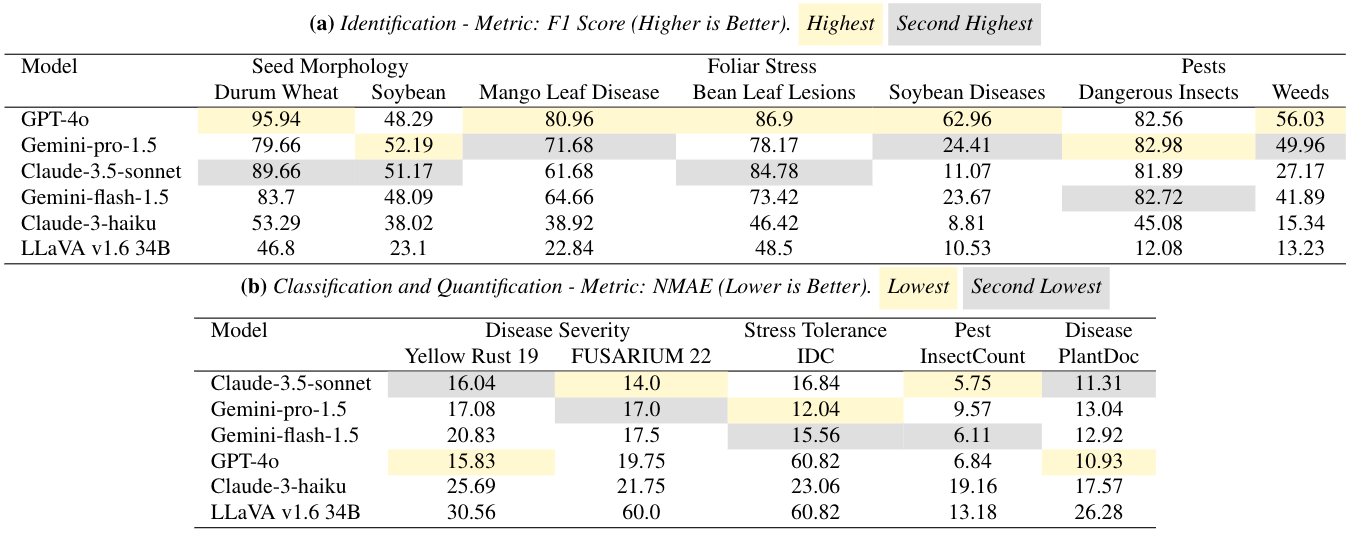 (a) Identification - Metric: F1 Score (Higher is Better). Highest Second Highest
Model Seed Morphology Foliar Stress Pests
Durum Wheat Soybean Mango Leaf Disease Bean Leaf Lesions Soybean Diseases Dangerous Insects Weeds
GPT-4o 95.94 48.29 80.96 86.9 62.96 82.56 56.03
Gemini-pro-1.5 79.66 52.19 71.68 78.17 24.41 82.98 49.96
Claude-3.5-sonnet 89.66 51.17 61.68 84.78 11.07 81.89 27.17
Gemini-flash-1.5 83.7 48.09 64.66 73.42 23.67 82.72 41.89
Claude-3-haiku 53.29 38.02 38.92 46.42 8.81 45.08 15.34
LLaVA v1.6 34B 46.8 23.1 22.84 48.5 10.53 12.08 13.23
(b) Classification and Quantification - Metric: NMAE (Lower is Better). Lowest Second Lowest
Model Disease Severity Stress Tolerance Pest Disease
Yellow Rust 19 FUSARIUM 22 IDC InsectCount PlantDoc
Claude-3.5-sonnet 16.04 14.0 16.84 5.75 11.31
Gemini-pro-1.5 17.08 17.0 12.04 9.57 13.04
Gemini-flash-1.5 20.83 17.5 15.56 6.11 12.92
GPT-4o 15.83 19.75 60.82 6.84 10.93
Claude-3-haiku 25.69 21.75 23.06 19.16 17.57
LLaVA v1.6 34B 30.56 60.0 60.82 13.18 26.28